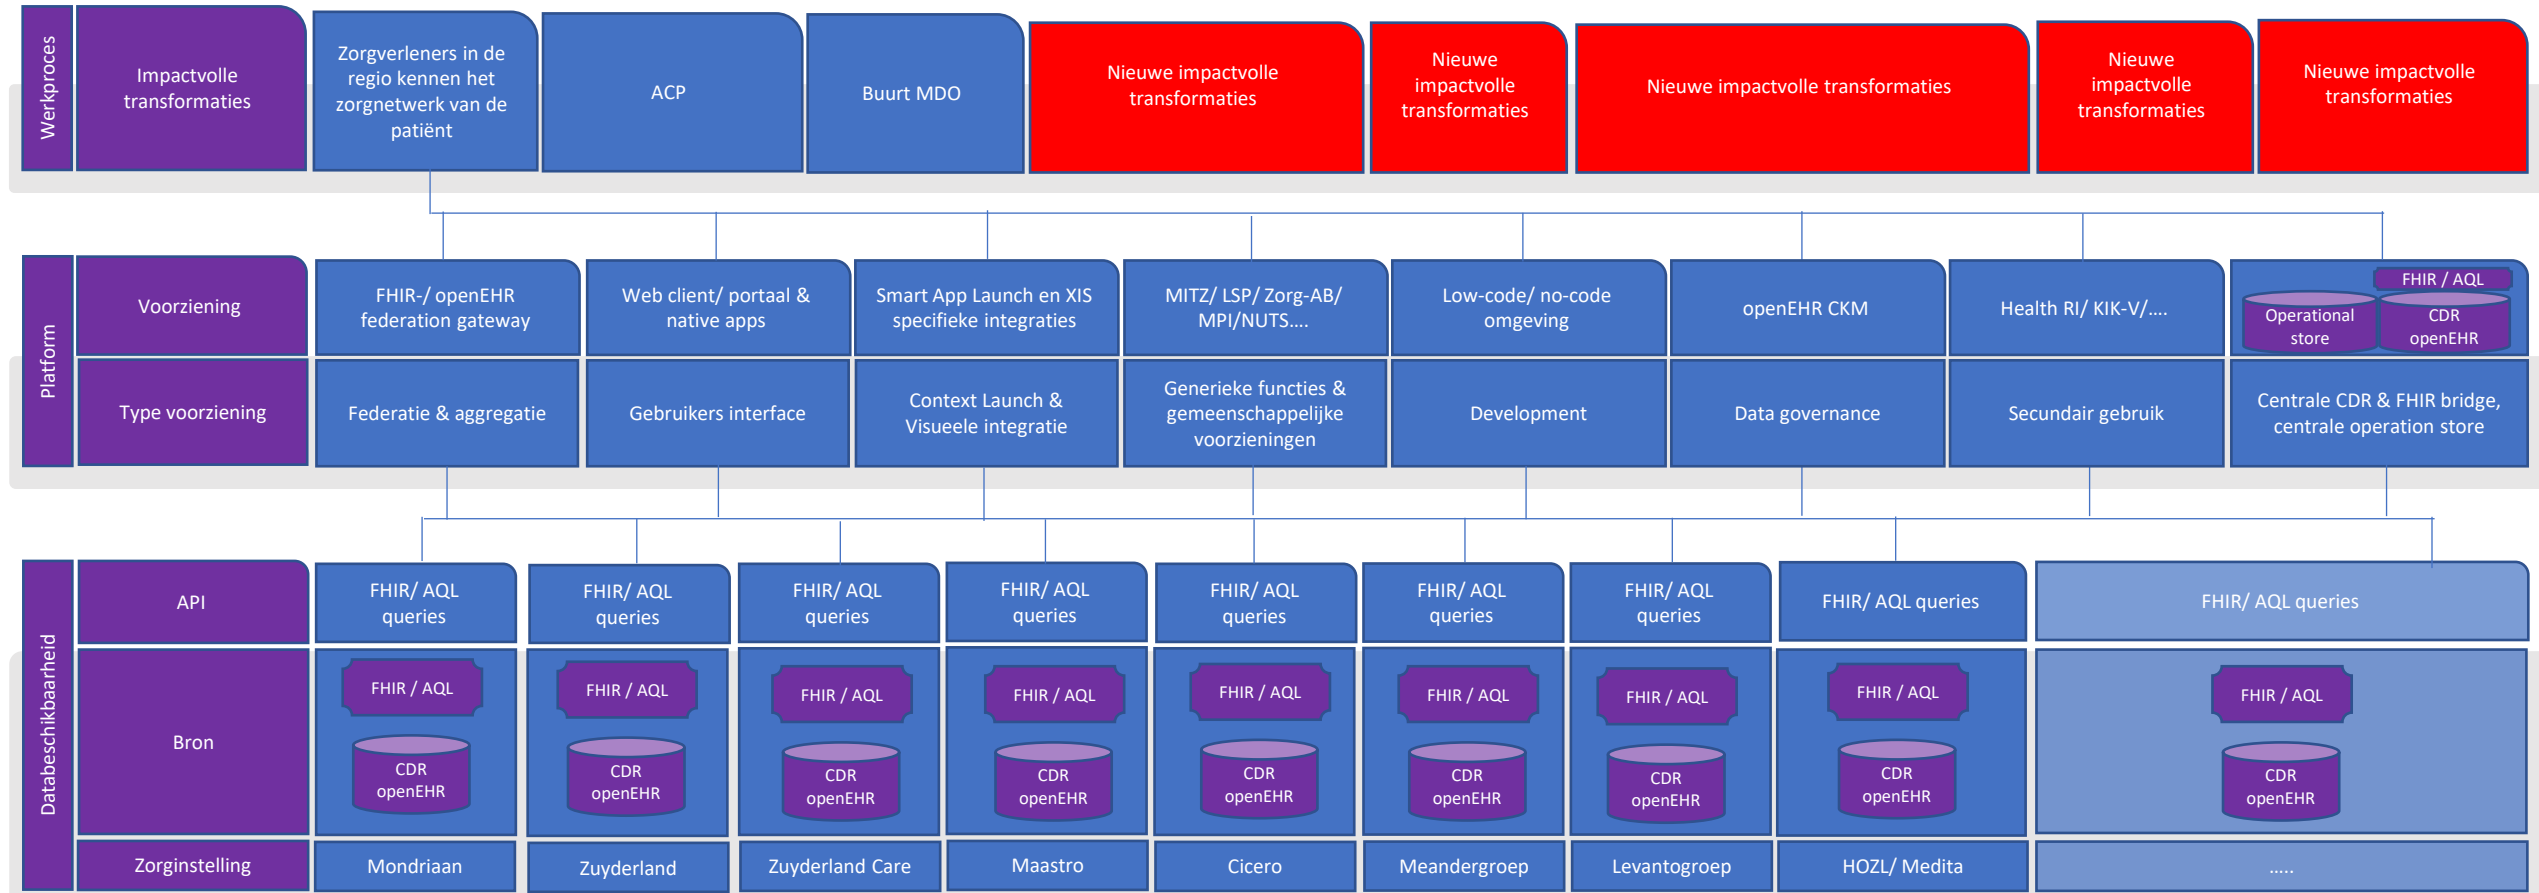 Werkproces
Impactvolle
transformaties
Zorgverleners in de
regio kennen het
zorgnetwerk van de
patiënt
ACP
Buurt MDO
Nieuwe impactvolle
transformaties
Nieuwe
impactvolle
transformaties
Nieuwe impactvolle transformaties
Nieuwe
impactvolle
transformaties
Nieuwe impactvolle
transformaties
Platform
Voorziening
FHIR-/ openEHR
federation gateway
Web client/ portaal &
native apps
Smart App Launch en XIS
specifieke integraties
MITZ/ LSP/ Zorg-AB/
MPI/NUTS....
Low-code/ no-code
omgeving
openEHR CKM
Health RI/ KIK-V/....
FHIR / AQL
Operational
store
CDR
openEHR
Type voorziening
Federatie & aggregatie
Gebruikers interface
Context Launch &
Visueele integratie
Generieke functies &
gemeenschappelijke
voorzieningen
Development
Data governance
Secundair gebruik
Centrale CDR & FHIR bridge,
centrale operation store
Databeschikbaarheid
API
FHIR/ AQL
queries
FHIR/ AQL
queries
FHIR/ AQL
queries
FHIR/ AQL
queries
FHIR/ AQL
queries
FHIR/ AQL
queries
FHIR/ AQL
queries
FHIR/ AQL queries
FHIR/ AQL queries
Bron
FHIR / AQL
CDR
openEHR
FHIR / AQL
CDR
openEHR
FHIR / AQL
CDR
openEHR
FHIR / AQL
CDR
openEHR
FHIR / AQL
CDR
openEHR
FHIR / AQL
CDR
openEHR
FHIR / AQL
CDR
openEHR
FHIR / AQL
CDR
openEHR
FHIR / AQL
CDR
openEHR
Zorginstelling
Mondriaan
Zuyderland
Zuyderland Care
Maastro
Cicero
Meandergroep
Levantogroep
HOZL/ Medita
.....